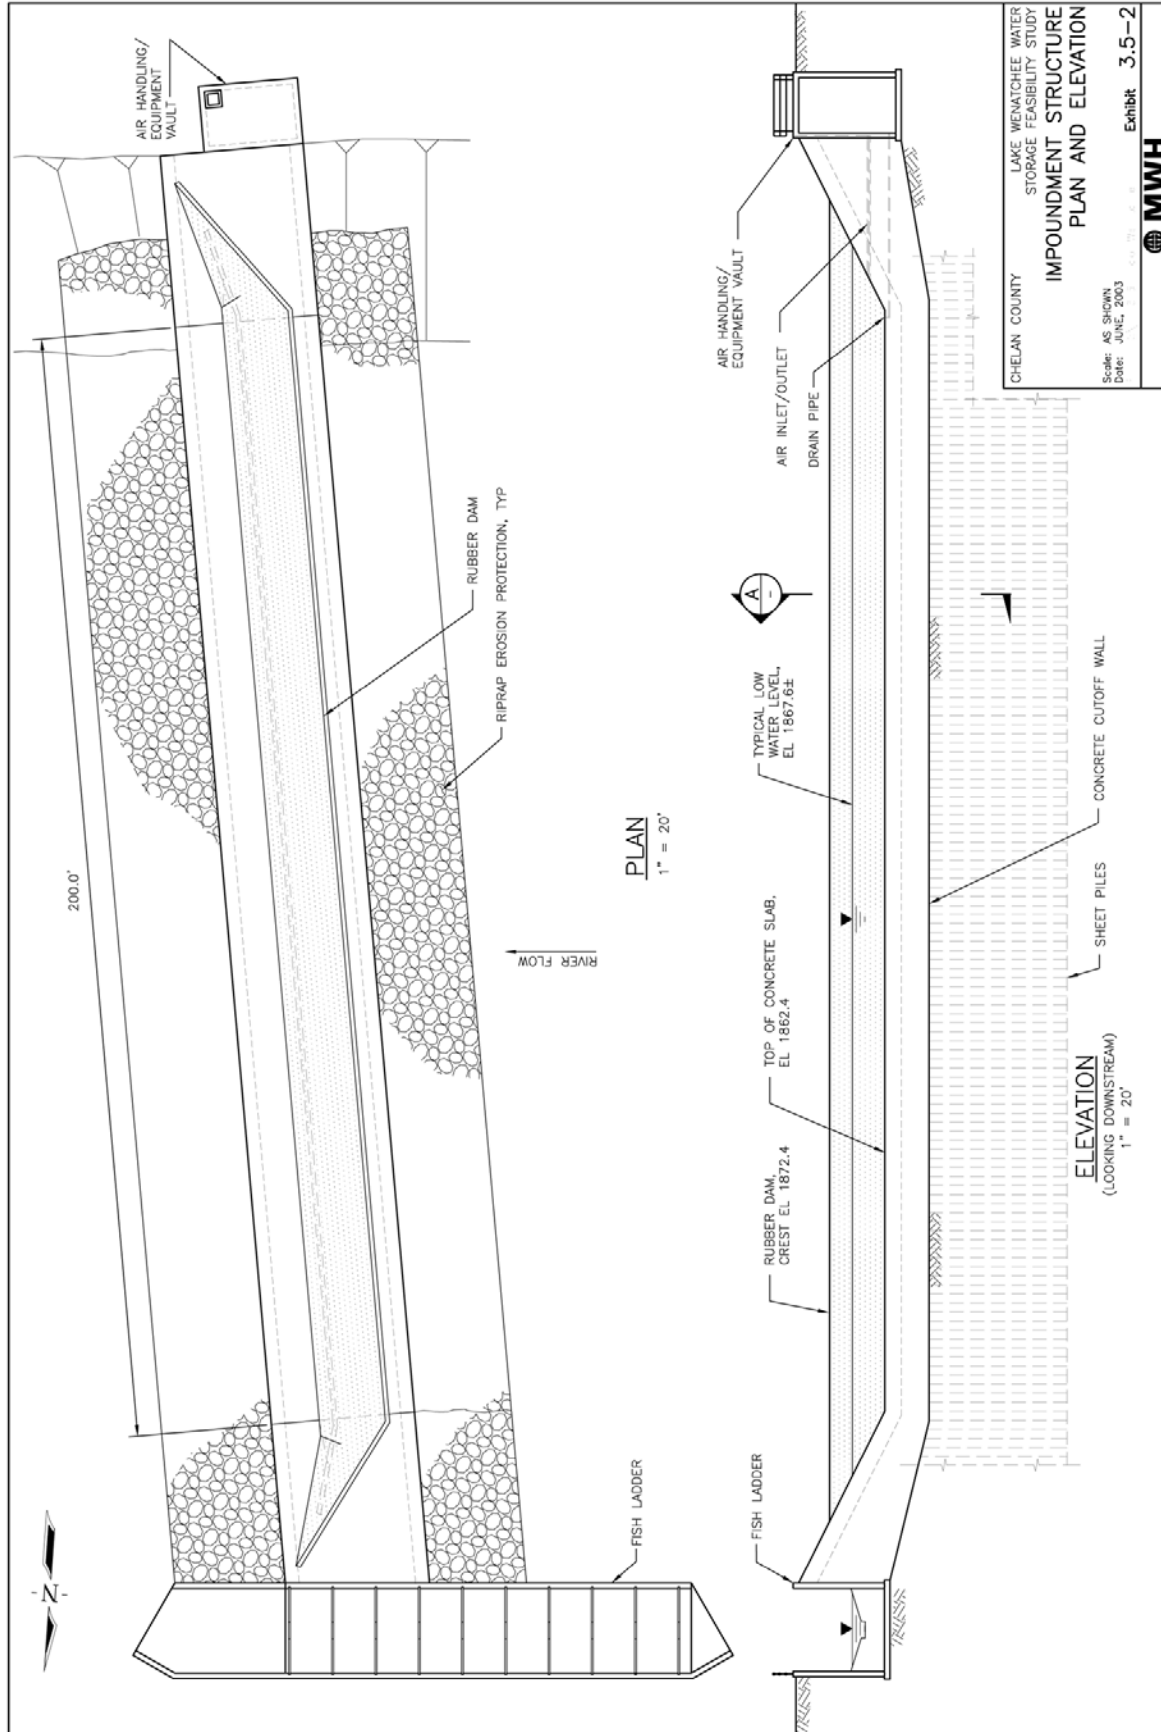 AIR HANDLING/
EQUIPMENT
VAULT
200.0'
RUBBER DAM
RIPRAP EROSION PROTECTION, TYP
RIVER FLOW
-N-
FISH LADDER
PLAN
1" = 20'
AIR HANDLING/
EQUIPMENT VAULT
AIR INLET/OUTLET
DRAIN PIPE
A
-
TYPICAL LOW
WATER LEVEL,
EL 1867.6±
TOP OF CONCRETE SLAB,
EL 1862.4
RUBBER DAM,
CREST EL 1872.4
FISH LADDER
CONCRETE CUTOFF WALL
SHEET PILES
ELEVATION
(LOOKING DOWNSTREAM)
1" = 20'
CHELAN COUNTY
LAKE WENATCHEE WATER
STORAGE FEASIBILITY STUDY
IMPOUNDMENT STRUCTURE
PLAN AND ELEVATION
Scale: AS SHOWN
Date: JUNE, 2003
Exhibit 3.5-2
MWH